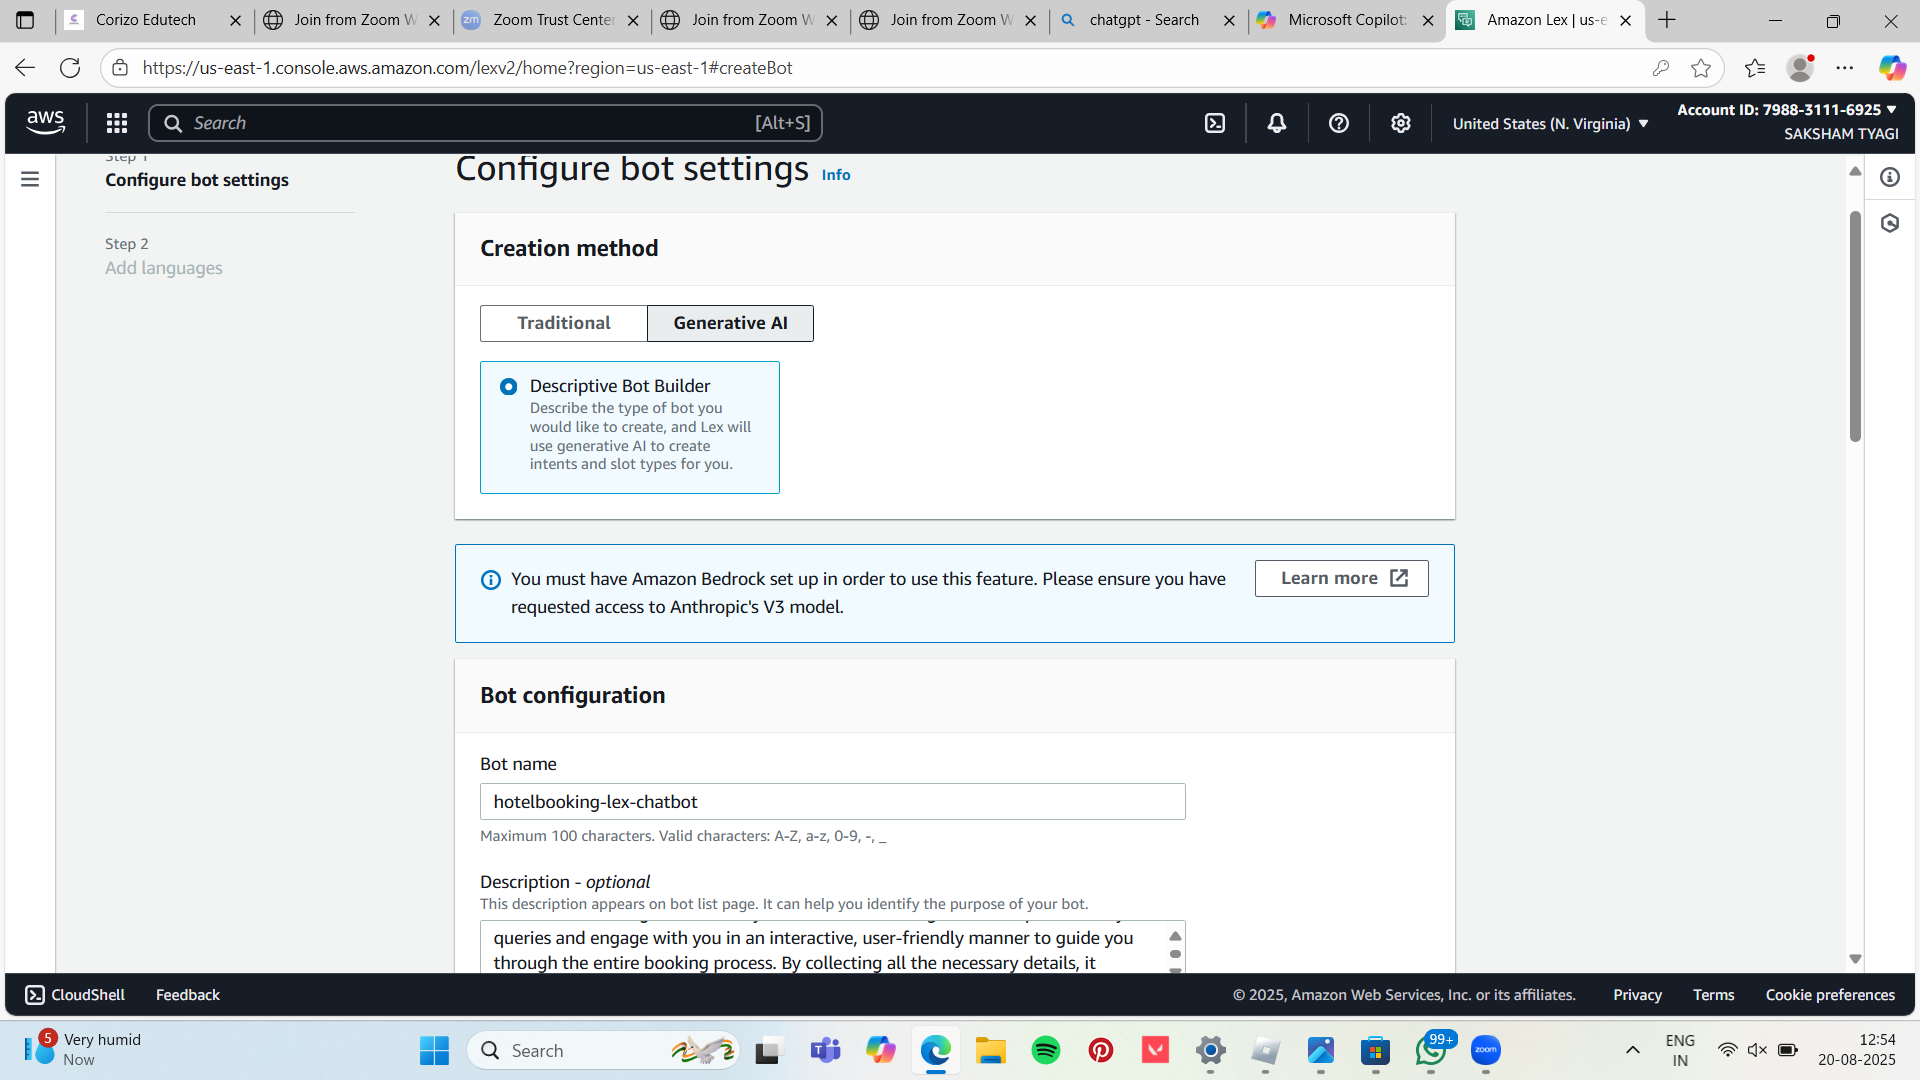 Corizo Edutech
Join from Zoom W
Zoom Trust Center
Join from Zoom W
Join from Zoom W
chatgpt - Search
Microsoft Copilot:
Amazon Lex | us-e
https://us-east-1.console.aws.amazon.com/lexv2/home?region=us-east-1#createBot
aws
Search
[Alt+S]
United States (N. Virginia)
Account ID: 7988-3111-6925
SAKSHAM TYAGI
Step 1
Configure bot settings
Step 2
Add languages
Configure bot settings Info
Creation method
Traditional
Generative AI
Descriptive Bot Builder
Describe the type of bot you
would like to create, and Lex will
use generative AI to create
intents and slot types for you.
You must have Amazon Bedrock set up in order to use this feature. Please ensure you have
requested access to Anthropic's V3 model.
Learn more
Bot configuration
Bot name
hotelbooking-lex-chatbot
Maximum 100 characters. Valid characters: A-Z, a-z, 0-9, -, _
Description - optional
This description appears on bot list page. It can help you identify the purpose of your bot.
queries and engage with you in an interactive, user-friendly manner to guide you
through the entire booking process. By collecting all the necessary details, it
CloudShell
Feedback
© 2025, Amazon Web Services, Inc. or its affiliates.
Privacy
Terms
Cookie preferences
5
Very humid
Now
Search
99+
zoom
ENG
IN
12:54
20-08-2025